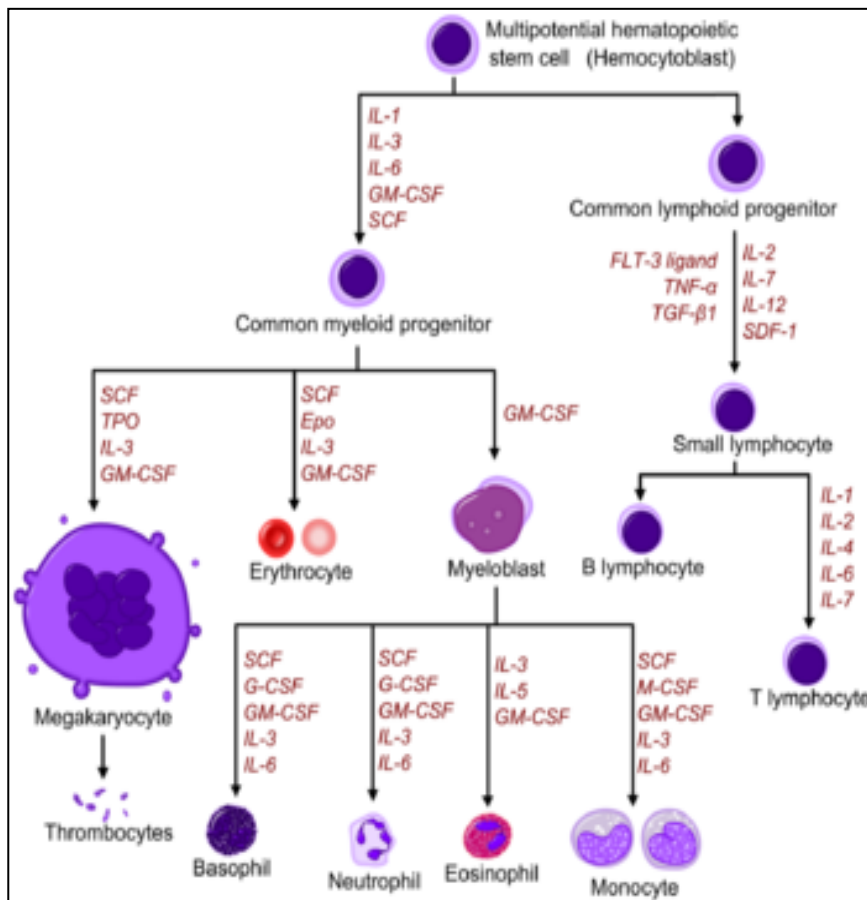 Multipotential hematopoietic
stem cell (Hemocytoblast)
IL-1
IL-3
IL-6
GM-CSF
SCF
Common lymphoid progenitor
Common myeloid progenitor
FLT-3 ligand
TNF-α
TGF-β1
IL-2
IL-7
IL-12
SDF-1
SCF
TPO
IL-3
GM-CSF
SCF
Epo
IL-3
GM-CSF
GM-CSF
Small lymphocyte
Megakaryocyte
Erythrocyte
Myeloblast
B lymphocyte
IL-1
IL-2
IL-4
IL-6
IL-7
T lymphocyte
Thrombocytes
SCF
G-CSF
GM-CSF
IL-3
IL-6
SCF
G-CSF
GM-CSF
IL-3
IL-6
IL-3
IL-5
GM-CSF
SCF
M-CSF
GM-CSF
IL-3
IL-6
Basophil
Neutrophil
Eosinophil
Monocyte